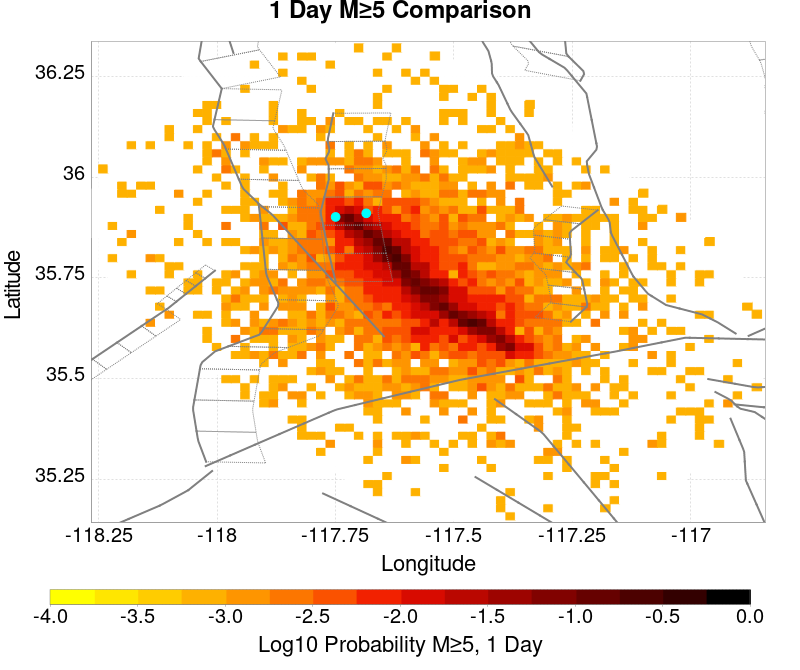 1 Day M≥5 Comparison
36.25
36
35.75
35.5
35.25
Latitude
-118.25 -118 -117.75 -117.5 -117.25 -117
Longitude
-4.0 -3.5 -3.0 -2.5 -2.0 -1.5 -1.0 -0.5 0.0
Log10 Probability M≥5, 1 Day